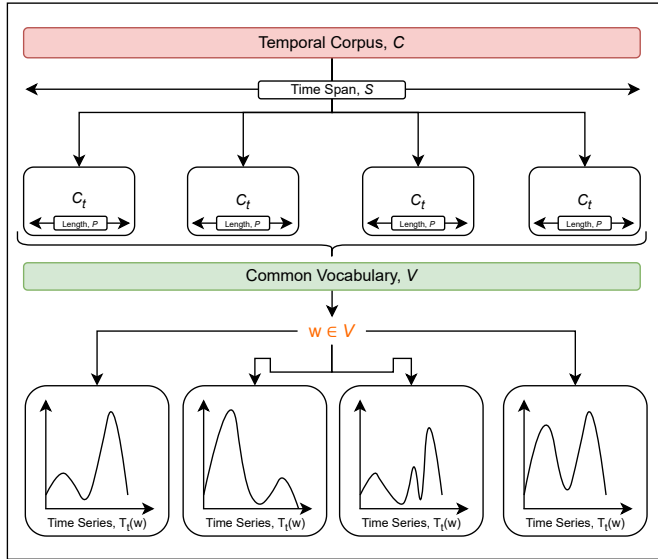 Temporal Corpus, C
Time Span, S
C_t C_t C_t C_t
Length, P Length, P Length, P Length, P
Common Vocabulary, V
w ∈ V
Time Series, T_t(w) Time Series, T_t(w) Time Series, T_t(w) Time Series, T_t(w)